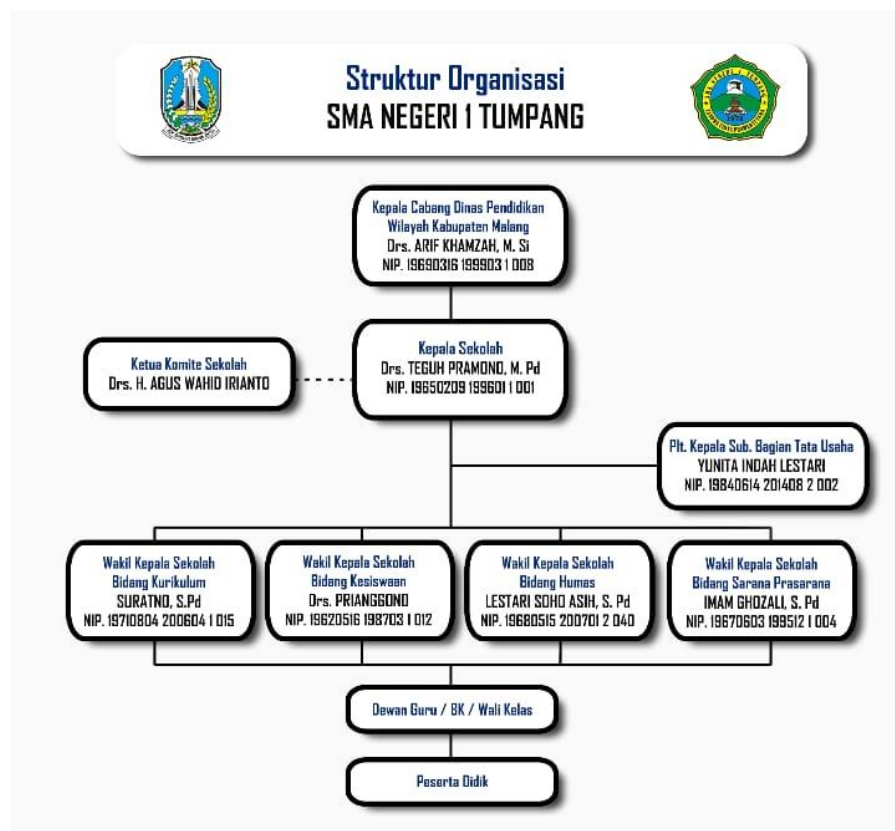 Struktur Organisasi
SMA NEGERI 1 TUMPANG
Kepala Cabang Dinas Pendidikan
Wilayah Kabupaten Malang
Drs. ARIF KHAMZAH, M. Si
NIP. 19690316 199903 1 008
Kepala Sekolah
Drs. TEGUH PRAMONO, M. Pd
NIP. 19650209 199601 1 001
Ketua Komite Sekolah
Drs. H. AGUS WAHID IRIANTO
Plt. Kepala Sub. Bagian Tata Usaha
YUNITA INDAH LESTARI
NIP. 19840614 201408 2 002
Wakil Kepala Sekolah
Bidang Kurikulum
SURATNO, S.Pd
NIP. 19710804 200604 1 015
Wakil Kepala Sekolah
Bidang Kesiswaan
Drs. PRIANGGONO
NIP. 19620516 198703 1 012
Wakil Kepala Sekolah
Bidang Humas
LESTARI SOHO ASIH, S. Pd
NIP. 19680515 200701 2 040
Wakil Kepala Sekolah
Bidang Sarana Prasarana
IMAM GHOZALI, S. Pd
NIP. 19670603 199512 1 004
Dewan Guru / BK / Wali Kelas
Peserta Didik